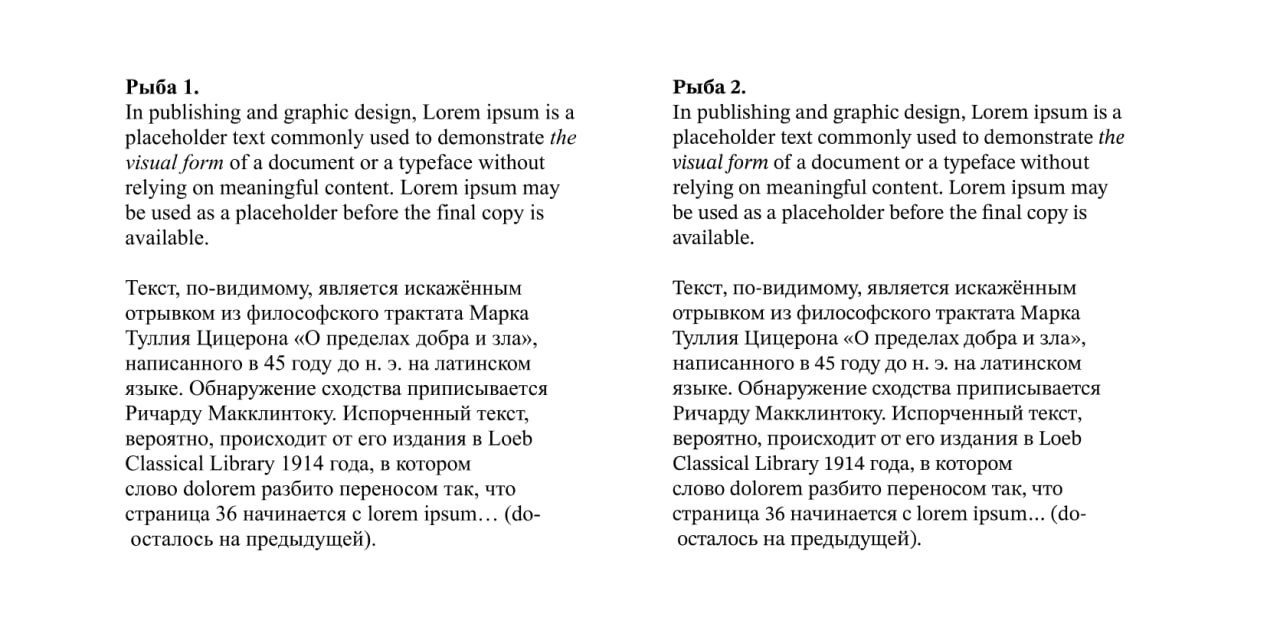 Рыба 1.
In publishing and graphic design, Lorem ipsum is a
placeholder text commonly used to demonstrate the
visual form of a document or a typeface without
relying on meaningful content. Lorem ipsum may
be used as a placeholder before the final copy is
available.
Текст, по-видимому, является искажённым
отрывком из философского трактата Марка
Туллия Цицерона «О пределах добра и зла»,
написанного в 45 году до н. э. на латинском
языке. Обнаружение сходства приписывается
Ричарду Макклинтоку. Испорченный текст,
вероятно, происходит от его издания в Loeb
Classical Library 1914 года, в котором
слово dolorem разбито переносом так, что
страница 36 начинается с lorem ipsum… (do-
осталось на предыдущей).
Рыба 2.
In publishing and graphic design, Lorem ipsum is a
placeholder text commonly used to demonstrate the
visual form of a document or a typeface without
relying on meaningful content. Lorem ipsum may
be used as a placeholder before the final copy is
available.
Текст, по-видимому, является искажённым
отрывком из философского трактата Марка
Туллия Цицерона «О пределах добра и зла»,
написанного в 45 году до н. э. на латинском
языке. Обнаружение сходства приписывается
Ричарду Макклинтоку. Испорченный текст,
вероятно, происходит от его издания в Loeb
Classical Library 1914 года, в котором
слово dolorem разбито переносом так, что
страница 36 начинается с lorem ipsum… (do-
осталось на предыдущей).